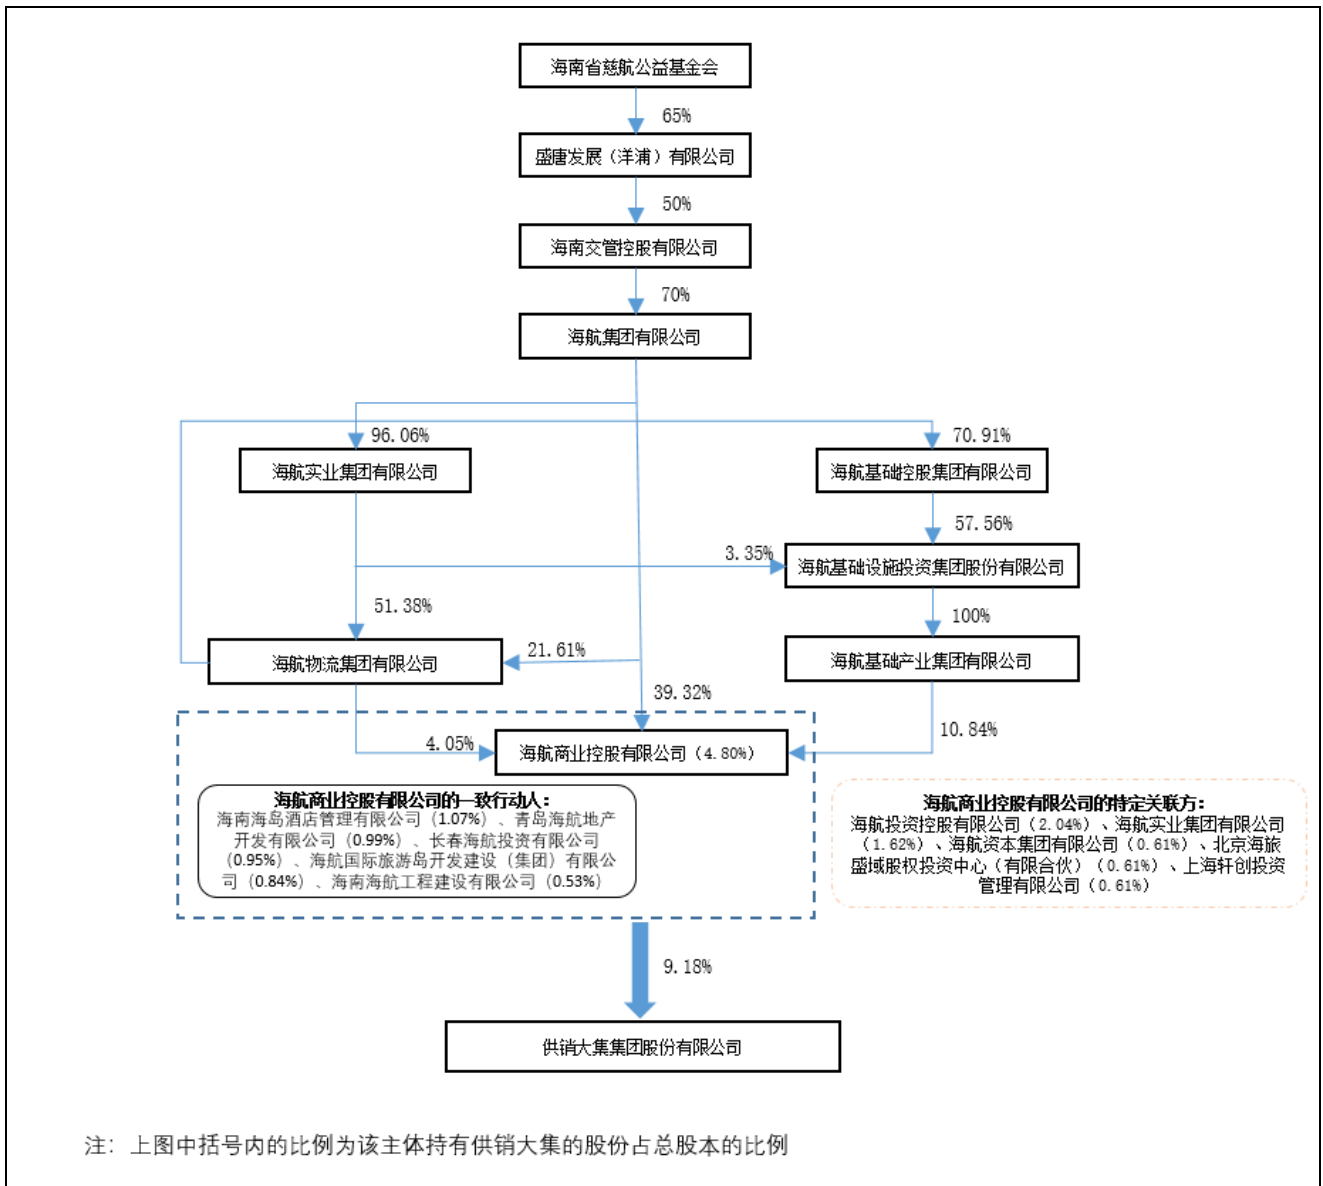 海南省慈航公益基金会
65%
盛唐发展（洋浦）有限公司
50%
海南交管控股有限公司
70%
海航集团有限公司
96.06%
70.91%
海航实业集团有限公司
海航基础控股集团有限公司
57.56%
3.35%
海航基础设施投资集团股份有限公司
51.38%
100%
21.61%
海航物流集团有限公司
海航基础产业集团有限公司
39.32%
10.84%
4.05%
海航商业控股有限公司（4.80%）
海航商业控股有限公司的一致行动人：
海南海岛酒店管理有限公司（1.07%）、青岛海航地产
开发有限公司（0.99%）、长春海航投资有限公司
（0.95%）、海航国际旅游岛开发建设（集团）有限公
司（0.84%）、海南海航工程建设有限公司（0.53%）
海航商业控股有限公司的特定关联方：
海航投资控股有限公司（2.04%）、海航实业集团有限公司
（1.62%）、海航资本集团有限公司（0.61%）、北京海旅
盛域股权投资中心（有限合伙）（0.61%）、上海轩创投资
管理有限公司（0.61%）
9.18%
供销大集集团股份有限公司
注：上图中括号内的比例为该主体持有供销大集的股份占总股本的比例